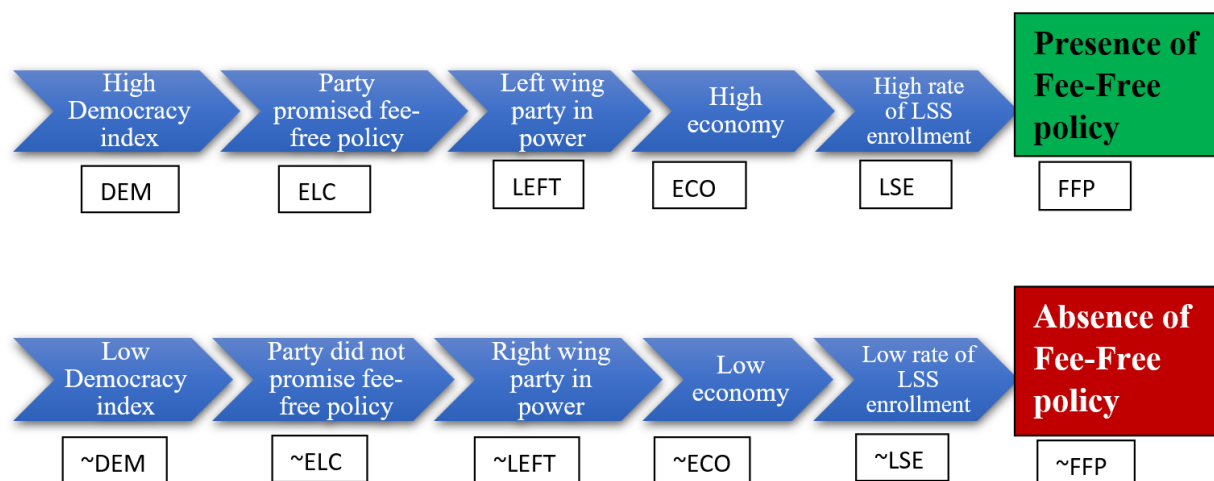 High
Democracy
index
Party
promised fee-
free policy
Left wing
party in
power
High
economy
High rate
of LSS
enrollment
Presence of
Fee-Free
policy
DEM
ELC
LEFT
ECO
LSE
FFP
Low
Democracy
index
Party did not
promise fee-
free policy
Right wing
party in
power
Low
economy
Low rate of
LSS
enrollment
Absence of
Fee-Free
policy
~DEM
~ELC
~LEFT
~ECO
~LSE
~FFP